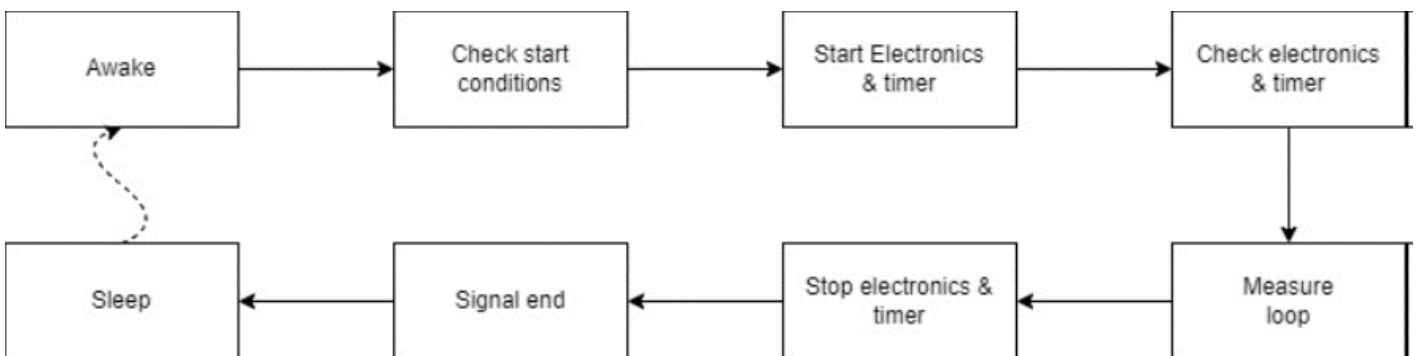 Awake
Check start
conditions
Start Electronics
& timer
Check electronics
& timer
Sleep
Signal end
Stop electronics &
timer
Measure
loop